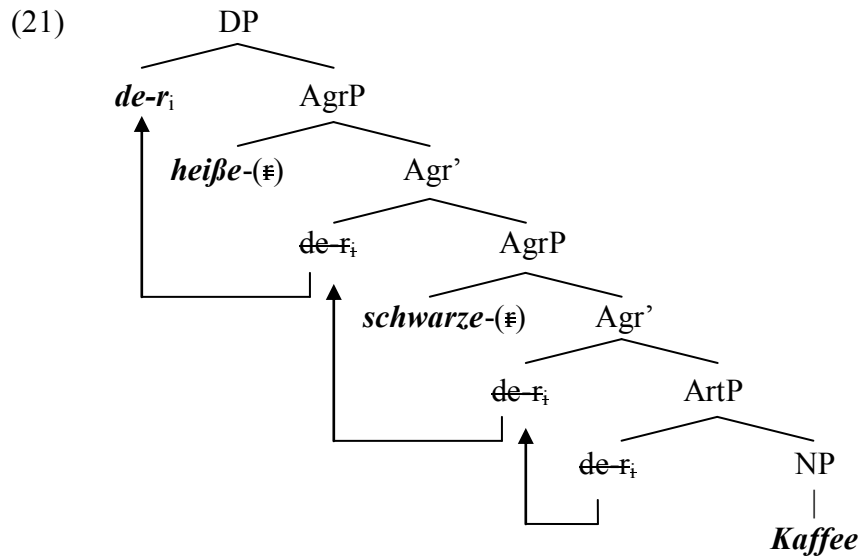 (21) DP
de-rᵢ AgrP
heiße-(r) Agr’
de-rᵢ AgrP
schwarze-(r) Agr’
de-rᵢ ArtP
de-rᵢ NP
Kaffee